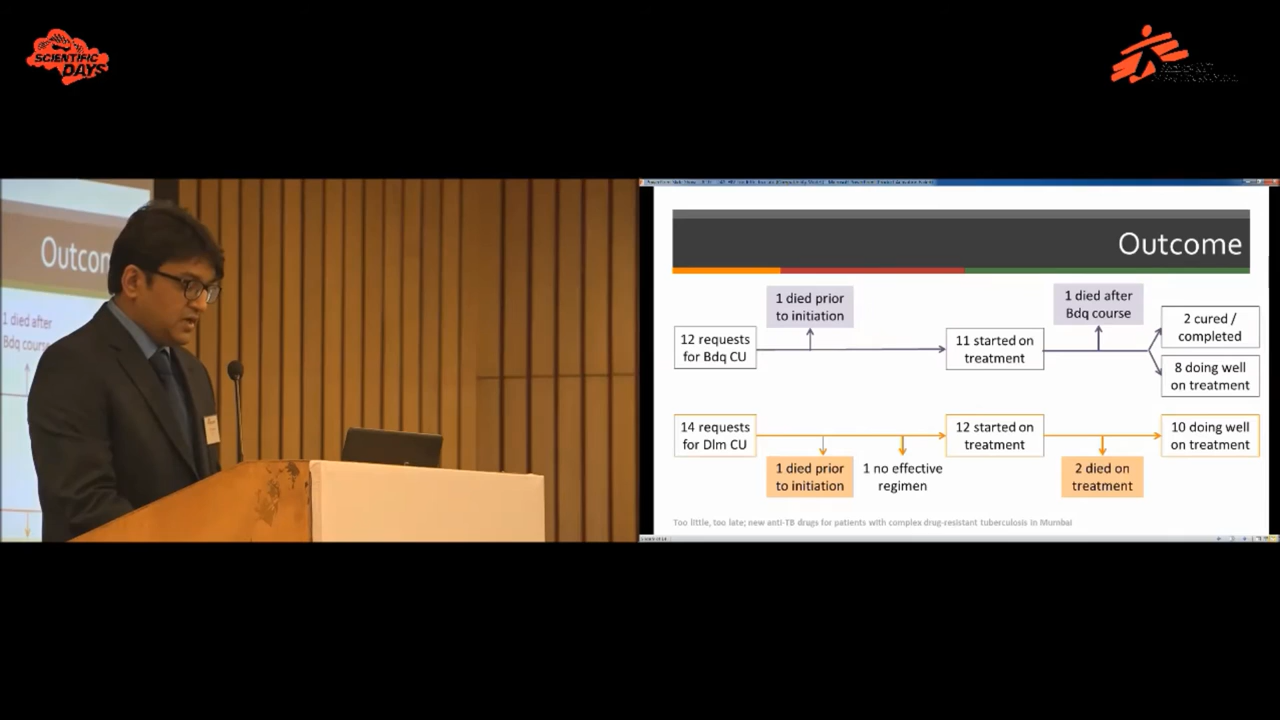 SCIENTIFIC
DAYS
Outcom
1 died after
Bdq course
Outcome
1 died prior
to initiation
1 died after
Bdq course
12 requests
for Bdq CU
11 started on
treatment
2 cured /
completed
8 doing well
on treatment
14 requests
for Dlm CU
12 started on
treatment
10 doing well
on treatment
1 died prior
to initiation
1 no effective
regimen
2 died on
treatment
Too little, too late; new anti-TB drugs for patients with complex drug-resistant tuberculosis in Mumbai